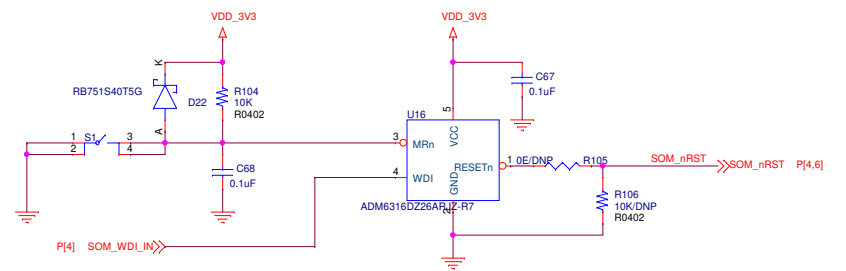 VDD_3V3
VDD_3V3
K
RB751S40T5G
D22
R104
10K
R0402
C67
0.1uF
A
U16
5
VCC
1
S1
3
2
4
3
MRn
C68
0.1uF
4
WDI
RESETn
1
0E/DNP
R105
SOM_nRST
SOM_nRST
P[4,6]
GND
2
ADM6316DZ26ARJZ-R7
R106
10K/DNP
R0402
P[4]
SOM_WDI_IN